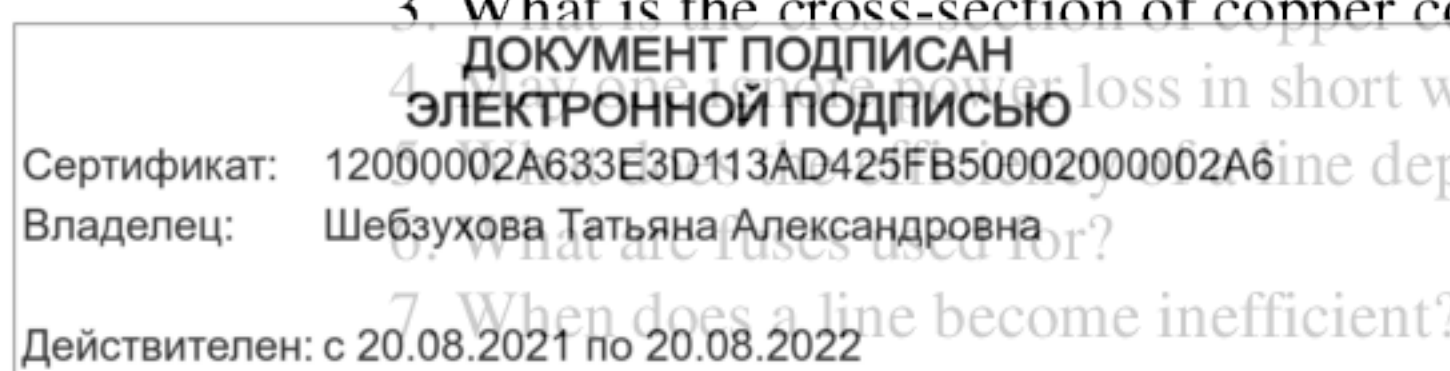 3. What is the cross-section of copper
ДОКУМЕНТ ПОДПИСАН
4. May one ignore power loss in short
ЭЛЕКТРОННОЙ ПОДПИСЬЮ
5. What does the efficiency of a line
Сертификат: 12000002A633E3D113AD425FB50002000002A6
6. What are fuses used for?
Владелец: Шебзухова Татьяна Александровна
7. When does a line become inefficient?
Действителен: с 20.08.2021 по 20.08.2022